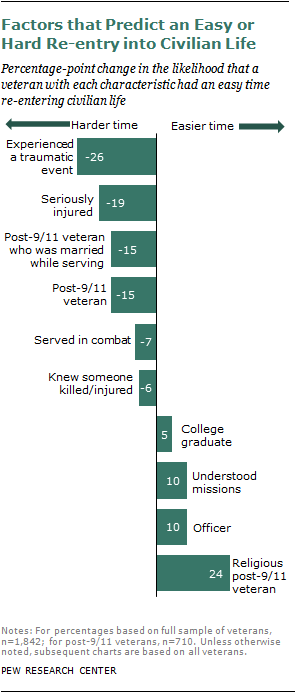 Factors that Predict an Easy or
Hard Re-entry into Civilian Life
Percentage-point change in the likelihood that a
veteran with each characteristic had an easy time
re-entering civilian life
Harder time Easier time
Experienced
a traumatic
event
-26
Seriously
injured
-19
Post-9/11 veteran
who was married
while serving
-15
Post-9/11
veteran
-15
Served in combat -7
Knew someone
killed/injured
-6
5 College
graduate
10 Understood
missions
10 Officer
24 Religious
post-9/11
veteran
Notes: For percentages based on full sample of veterans,
n=1,842; for post-9/11 vetrerans, n=710. Unless otherwise
noted, subsequent charts are based on all veterans.
PEW RESEARCH CENTER